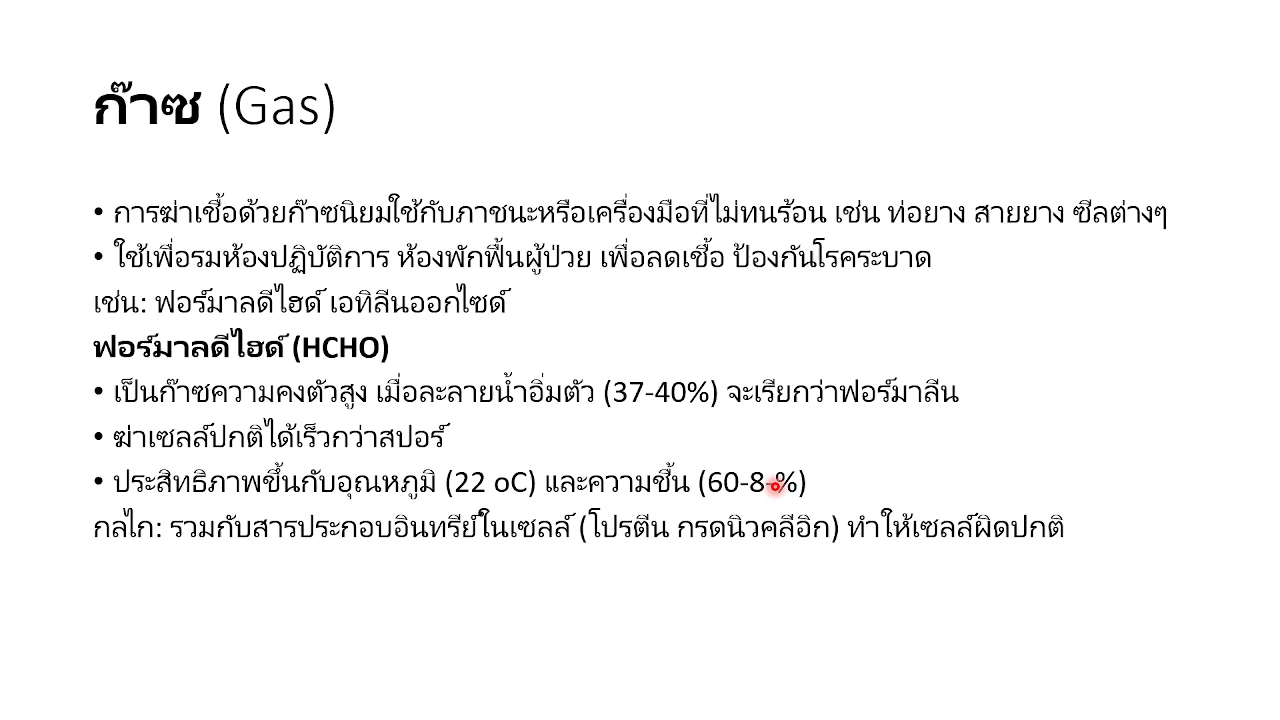 ก๊าซ (Gas)
• การฆ่าเชื้อด้วยก๊าซนิยมใช้กับภาชนะหรือเครื่องมือที่ไม่ทนร้อน เช่น ท่อยาง สายยาง ซีลต่างๆ
• ใช้เพื่อรมห้องปฏิบัติการ ห้องพักฟื้นผู้ป่วย เพื่อลดเชื้อ ป้องกันโรคระบาด
เช่น: ฟอร์มาลดีไฮด์ เอทิลีนออกไซด์
ฟอร์มาลดีไฮด์ (HCHO)
• เป็นก๊าซความคงตัวสูง เมื่อละลายน้ำอิ่มตัว (37-40%) จะเรียกว่าฟอร์มาลีน
• ฆ่าเซลล์ปกติได้เร็วกว่าสปอร์
• ประสิทธิภาพขึ้นกับอุณหภูมิ (22 oC) และความชื้น (60-8-%)
กลไก: รวมกับสารประกอบอินทรีย์ในเซลล์ (โปรตีน กรดนิวคลีอิก) ทำให้เซลล์ผิดปกติ